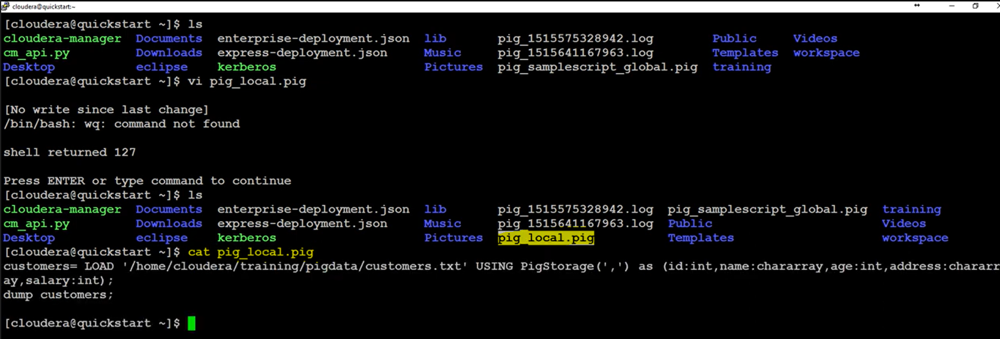 cloudera@quickstart:~
[cloudera@quickstart ~]$ ls
cloudera-manager Documents enterprise-deployment.json lib pig_1515575328942.log Public Videos
cm_api.py Downloads express-deployment.json Music pig_1515641167963.log Templates workspace
Desktop eclipse kerberos Pictures pig_samplescript_global.pig training
[cloudera@quickstart ~]$ vi pig_local.pig
[No write since last change]
/bin/bash: wq: command not found
shell returned 127
Press ENTER or type command to continue
[cloudera@quickstart ~]$ ls
cloudera-manager Documents enterprise-deployment.json lib pig_1515575328942.log pig_samplescript_global.pig training
cm_api.py Downloads express-deployment.json Music pig_1515641167963.log Public Videos
Desktop eclipse kerberos Pictures pig_local.pig Templates workspace
[cloudera@quickstart ~]$ cat pig_local.pig
customers= LOAD '/home/cloudera/training/pigdata/customers.txt' USING PigStorage(',') as (id:int,name:chararray,age:int,address:chararr
ay,salary:int);
dump customers;
[cloudera@quickstart ~]$